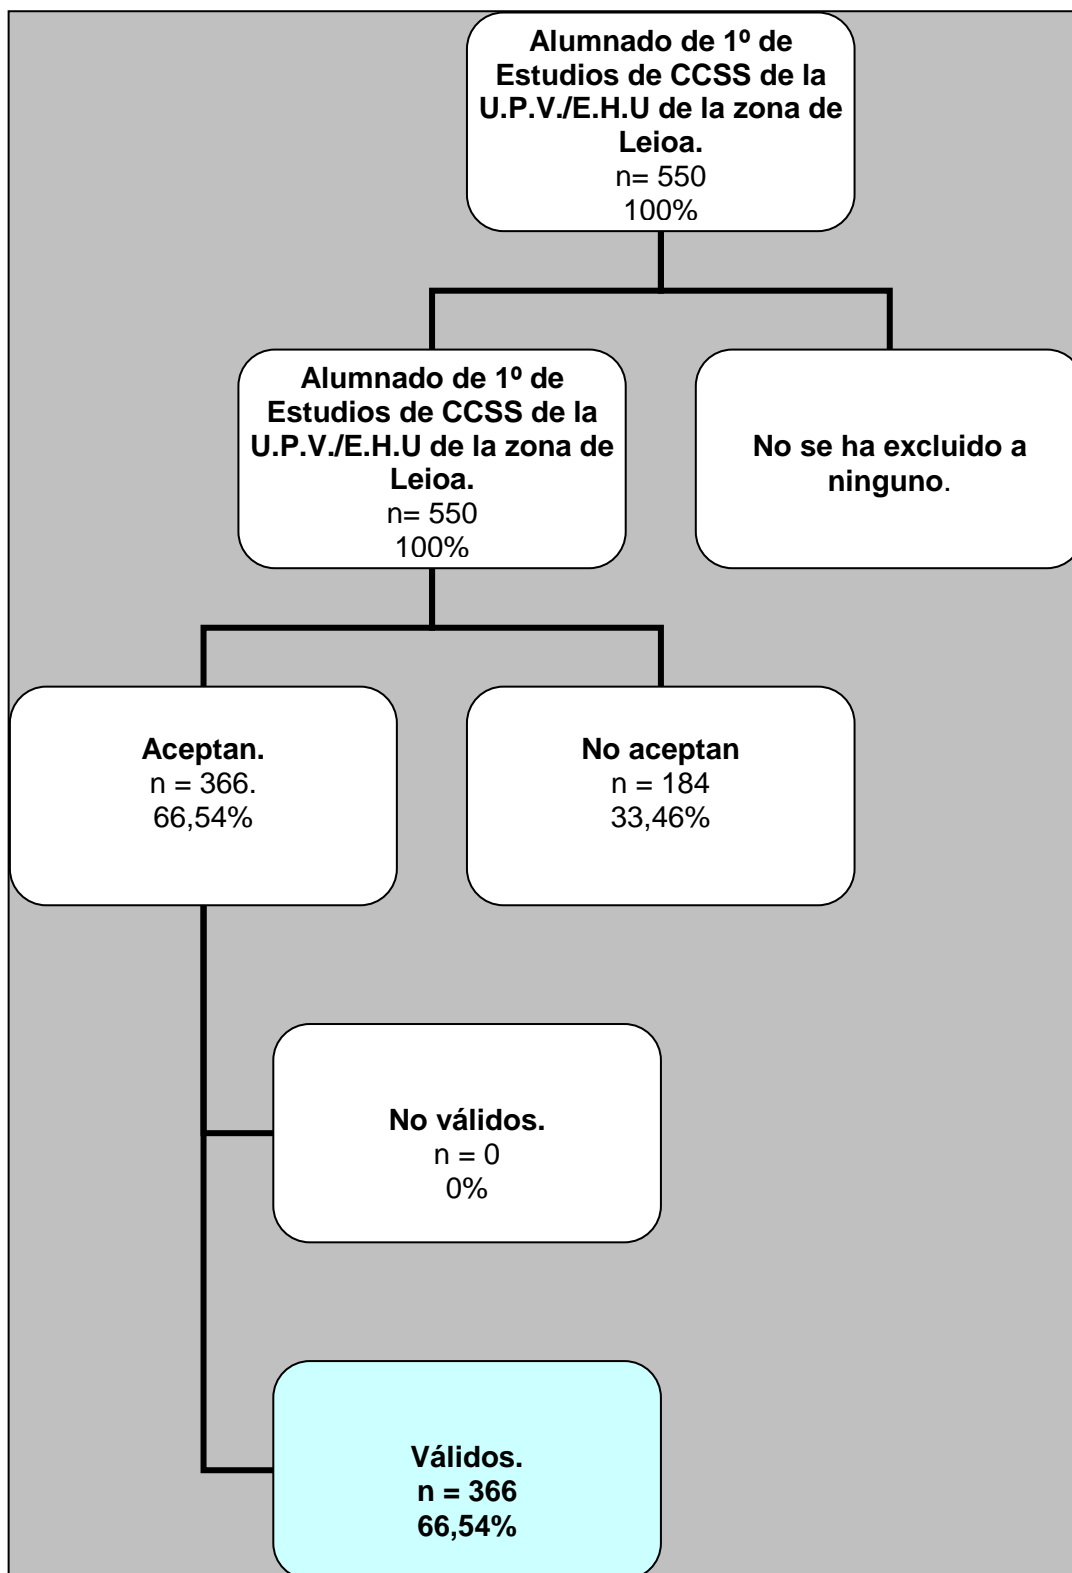 Alumnado de 1º de
Estudios de CCSS de la
U.P.V./E.H.U de la zona de
Leioa.
n= 550
100%
Alumnado de 1º de
Estudios de CCSS de la
U.P.V./E.H.U de la zona de
Leioa.
n= 550
100%
No se ha excluido a
ninguno.
Aceptan.
n = 366.
66,54%
No aceptan
n = 184
33,46%
No válidos.
n = 0
0%
Válidos.
n = 366
66,54%